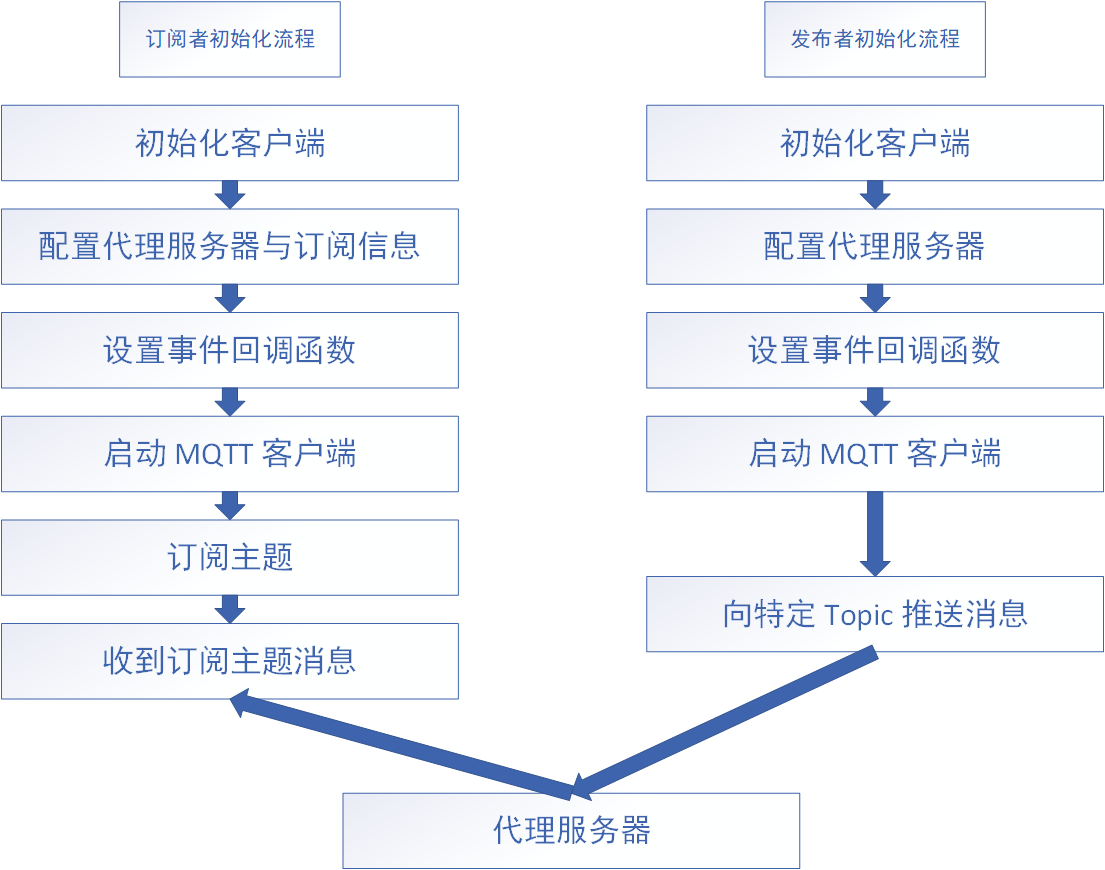 订阅者初始化流程
初始化客户端
配置代理服务器与订阅信息
设置事件回调函数
启动 MQTT 客户端
订阅主题
收到订阅主题消息
发布者初始化流程
初始化客户端
配置代理服务器
设置事件回调函数
启动 MQTT 客户端
向特定 Topic 推送消息
代理服务器